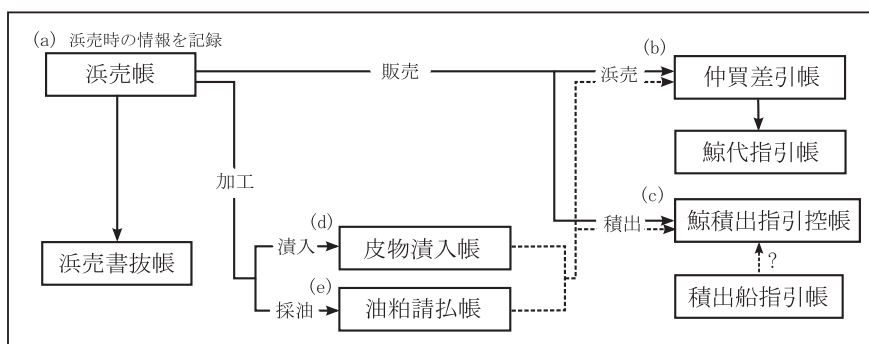 (a) 浜売時の情報を記録
浜売帳
販売
浜売
(b)
仲買差引帳
鯨代指引帳
加工
(c)
積出
鯨積出指引控帳
(d)
漬入
皮物漬入帳
浜売書抜帳
?
(e)
採油
油粕請払帳
積出船指引帳